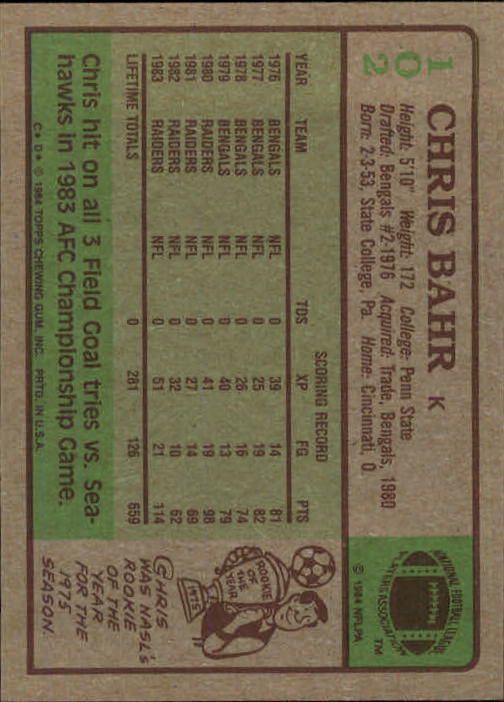 102
CHRIS BAHR K
Height: 5'10" Weight: 172 College: Penn State
Drafted: Bengals #2-1976 Acquired: Trade, Bengals, 1980
Born: 2-3-53, State College, Pa. Home: Cincinnati, O.
NATIONAL FOOTBALL LEAGUE
PLAYERS ASSOCIATION
TM
© 1984 NFLPA
SCORING RECORD
YEAR TEAM TDS XP FG PTS
1976 BENGALS NFL 0 39 14 81
1977 BENGALS NFL 0 25 19 82
1978 BENGALS NFL 0 26 16 74
1979 BENGALS NFL 0 40 13 79
1980 RAIDERS NFL 0 41 19 98
1981 RAIDERS NFL 0 27 14 69
1982 RAIDERS NFL 0 32 10 62
1983 RAIDERS NFL 0 51 21 114
LIFETIME TOTALS 0 281 126 659
ROOKIE
OF THE
YEAR
1975
CHRIS
WAS NASL'S
ROOKIE
OF THE
YEAR
FOR THE
1975
SEASON.
Chris hit on all 3 Field Goal tries vs. Sea-
hawks in 1983 AFC Championship Game.
C* D* © 1984 TOPPS CHEWING GUM, INC. PRTD. IN U.S.A.